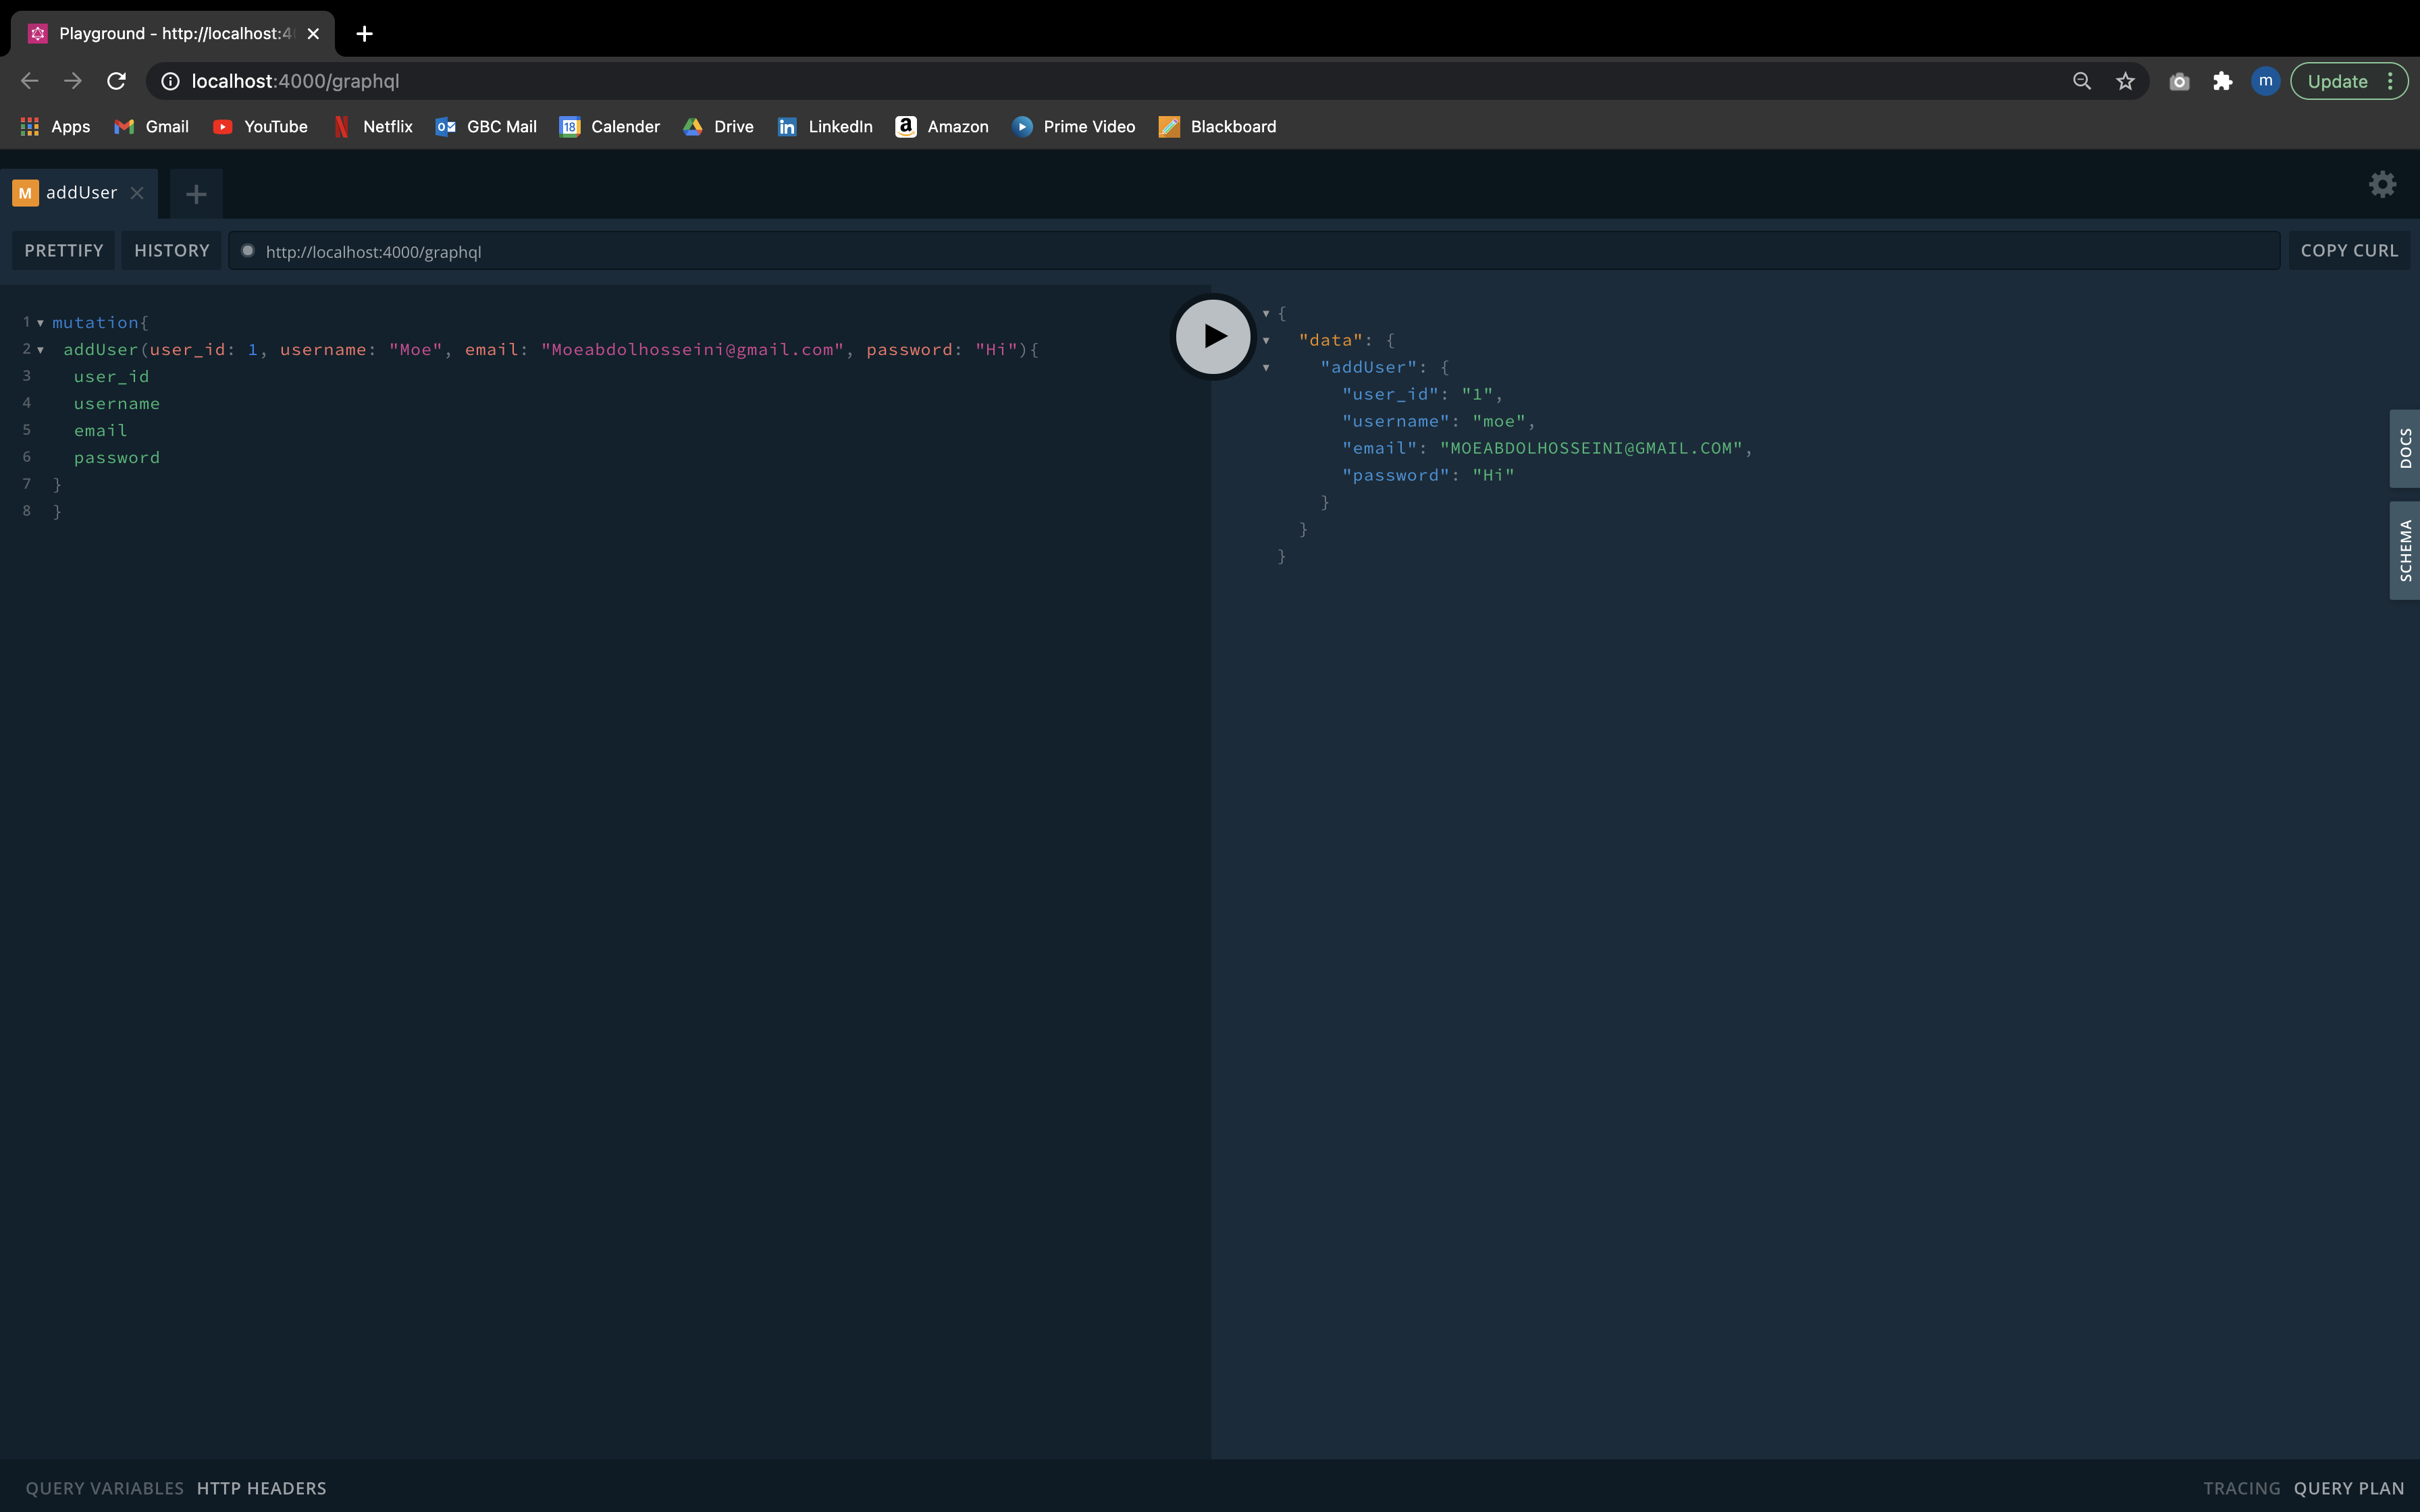 Playground - http://localhost:4
localhost:4000/graphql
Update
m
Apps Gmail YouTube Netflix GBC Mail 18 Calender Drive LinkedIn Amazon Prime Video Blackboard
M addUser
PRETTIFY HISTORY http://localhost:4000/graphql COPY CURL
1 mutation{
2 addUser(user_id: 1, username: "Moe", email: "Moeabdolhosseini@gmail.com", password: "Hi"){
3 user_id
4 username
5 email
6 password
7 }
8 }
{
"data": {
"addUser": {
"user_id": "1",
"username": "moe",
"email": "MOEABDOLHOSSEINI@GMAIL.COM",
"password": "Hi"
}
}
}
DOCS
SCHEMA
QUERY VARIABLES HTTP HEADERS
TRACING QUERY PLAN